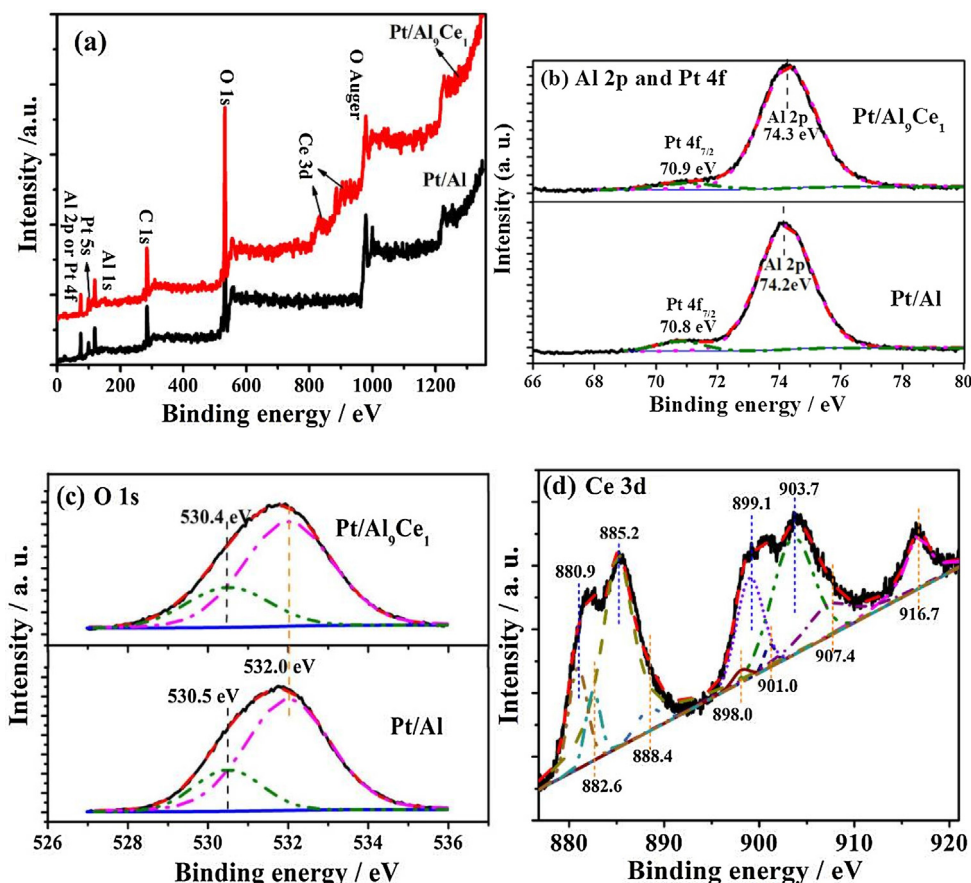 (a)
Pt/Al₉Ce₁
O 1s
O Auger
Ce 3d
Pt/Al
C 1s
Al 1s
Pt 5s
Al 2p or Pt 4f
Intensity /a.u.
0 200 400 600 800 1000 1200
Binding energy / eV
(b) Al 2p and Pt 4f
Al 2p
74.3 eV
Pt/Al₉Ce₁
Pt 4f₇/₂
70.9 eV
Al 2p
74.2eV
Pt/Al
Pt 4f₇/₂
70.8 eV
Intensity (a. u.)
66 68 70 72 74 76 78 80
Binding energy / eV
(c) O 1s
530.4 eV
Pt/Al₉Ce₁
532.0 eV
530.5 eV
Pt/Al
Intensity / a. u.
526 528 530 532 534 536
Binding energy / eV
(d) Ce 3d
903.7
899.1
885.2
880.9
916.7
907.4
901.0
898.0
888.4
882.6
Intensity / a. u.
880 890 900 910 920
Binding energy / eV